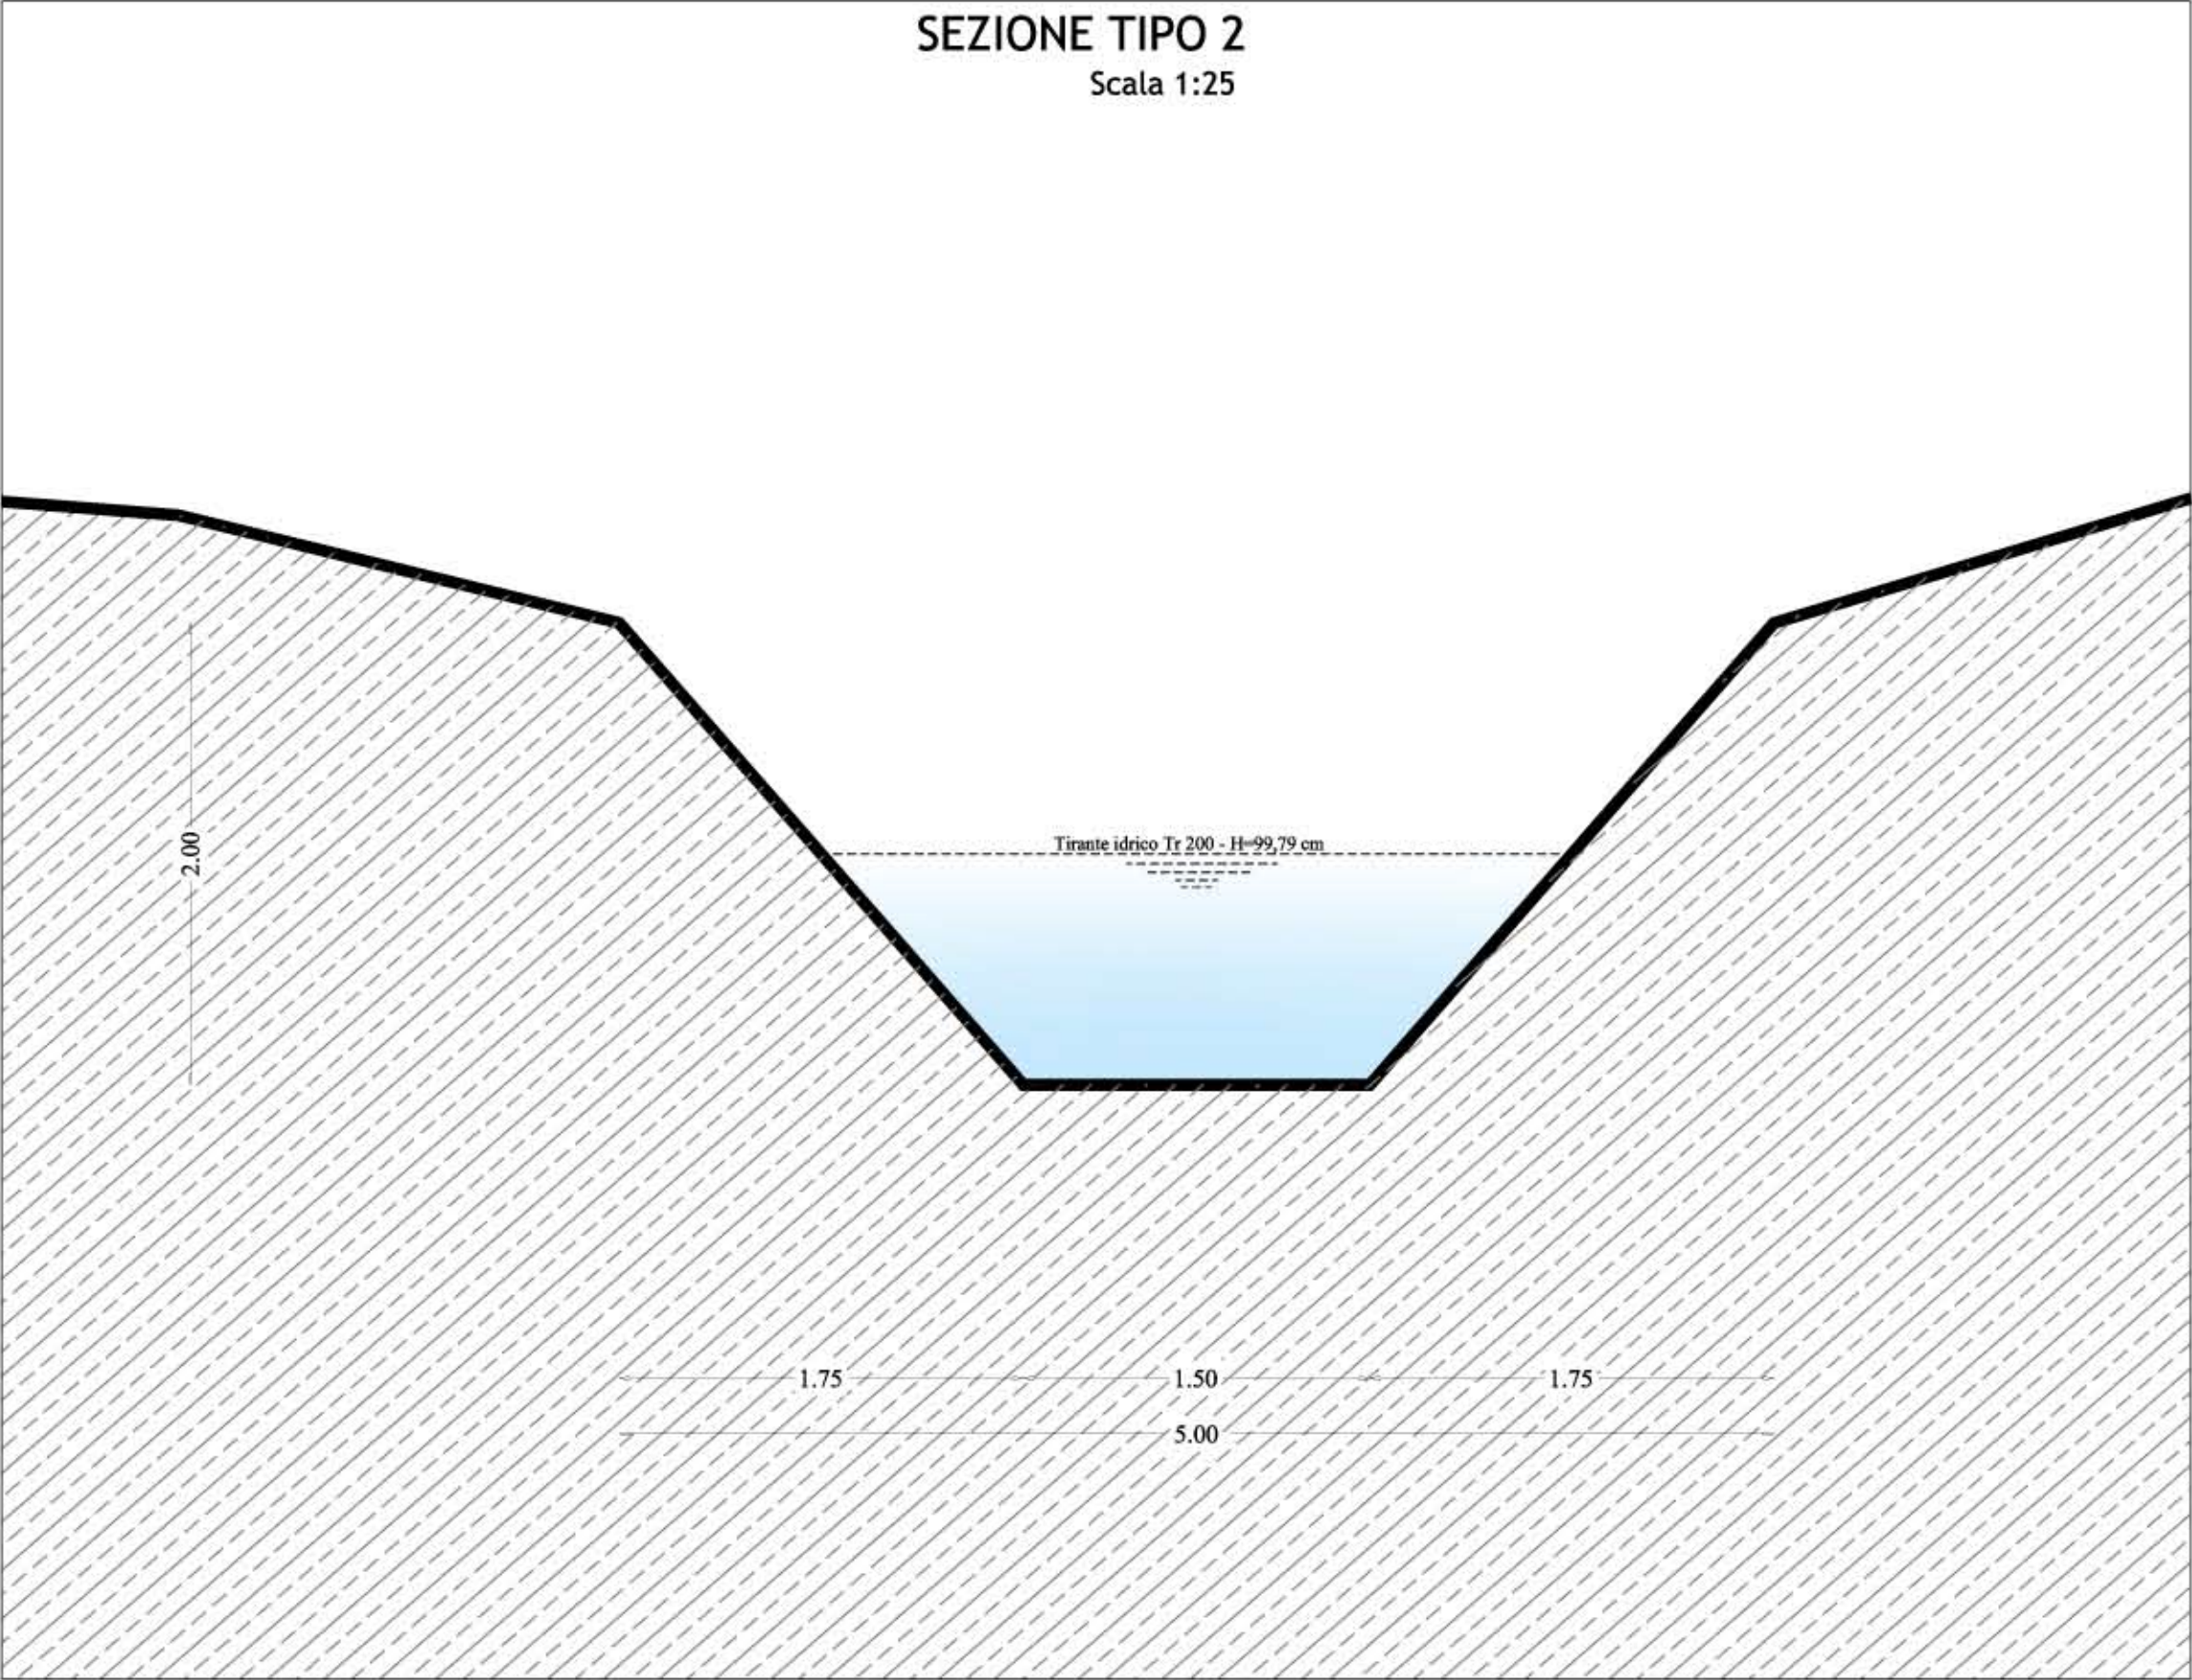 SEZIONE TIPO 2
Scala 1:25
Tirante idrico Tr 200 - H=99,79 cm
2.00
1.75 1.50 1.75
5.00